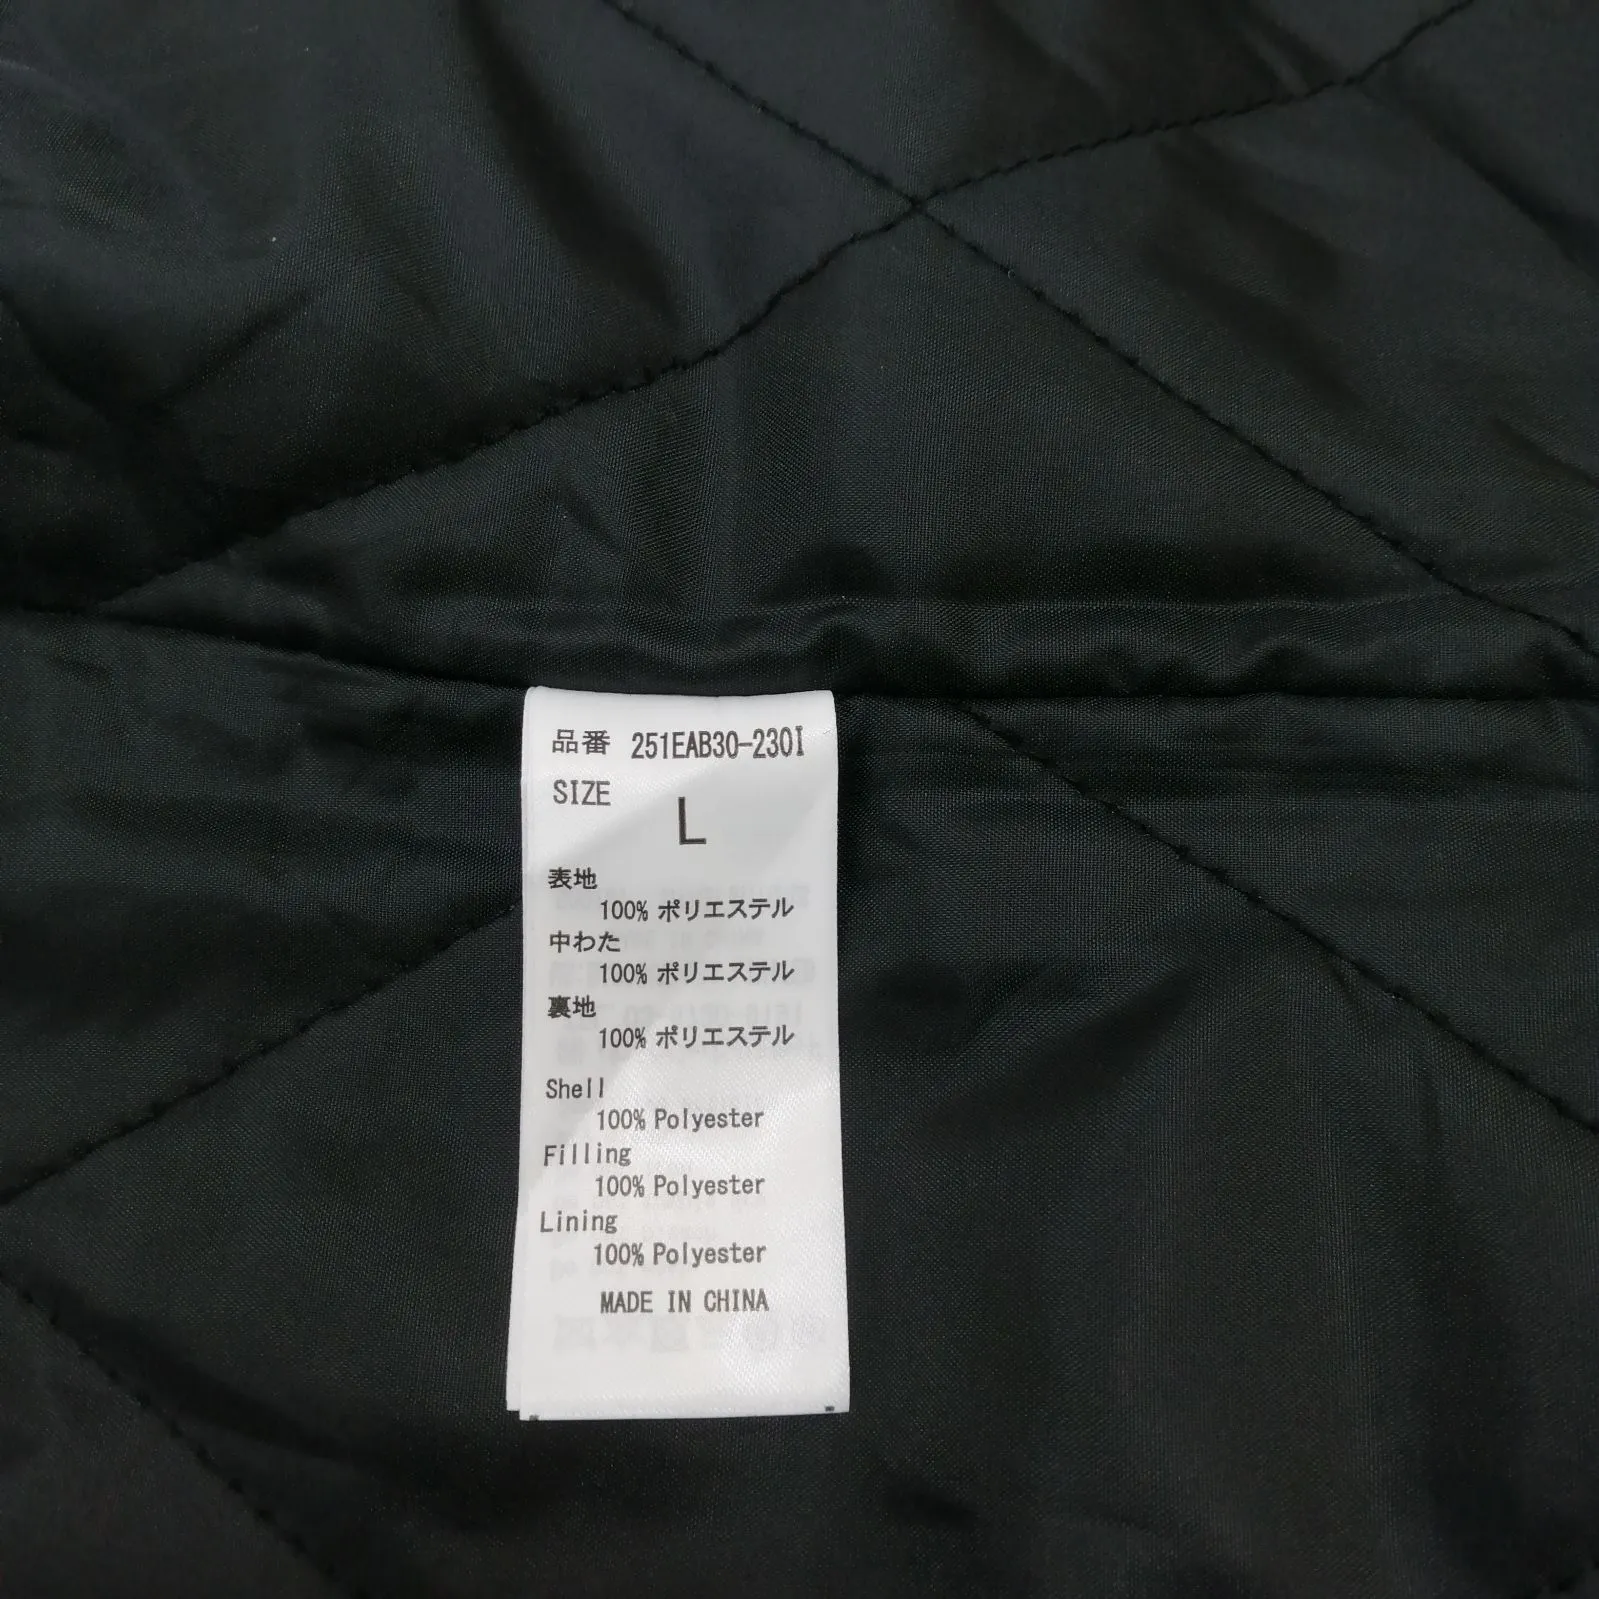 品番 251EAB30-230I
SIZE
L
表地
100% ポリエステル
中わた
100% ポリエステル
裏地
100% ポリエステル
Shell
100% Polyester
Filling
100% Polyester
Lining
100% Polyester
MADE IN CHINA